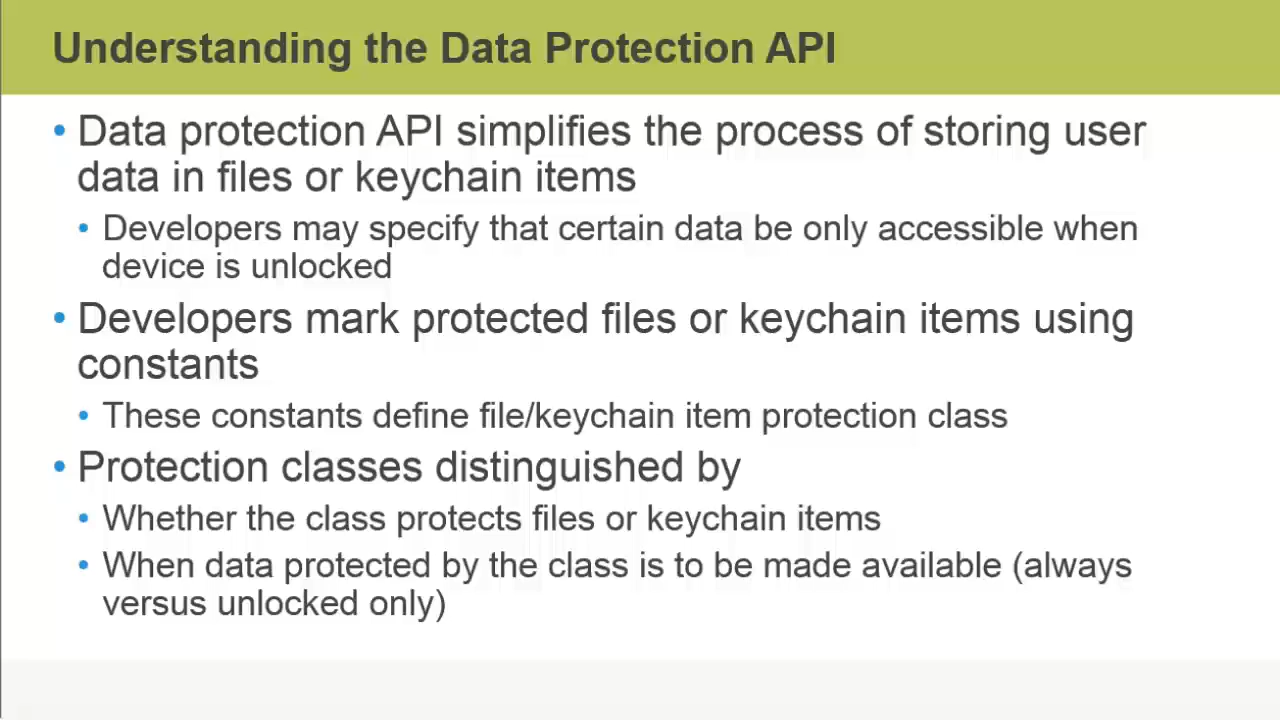 Understanding the Data Protection API
• Data protection API simplifies the process of storing user
data in files or keychain items
• Developers may specify that certain data be only accessible when
device is unlocked
• Developers mark protected files or keychain items using
constants
• These constants define file/keychain item protection class
• Protection classes distinguished by
• Whether the class protects files or keychain items
• When data protected by the class is to be made available (always
versus unlocked only)